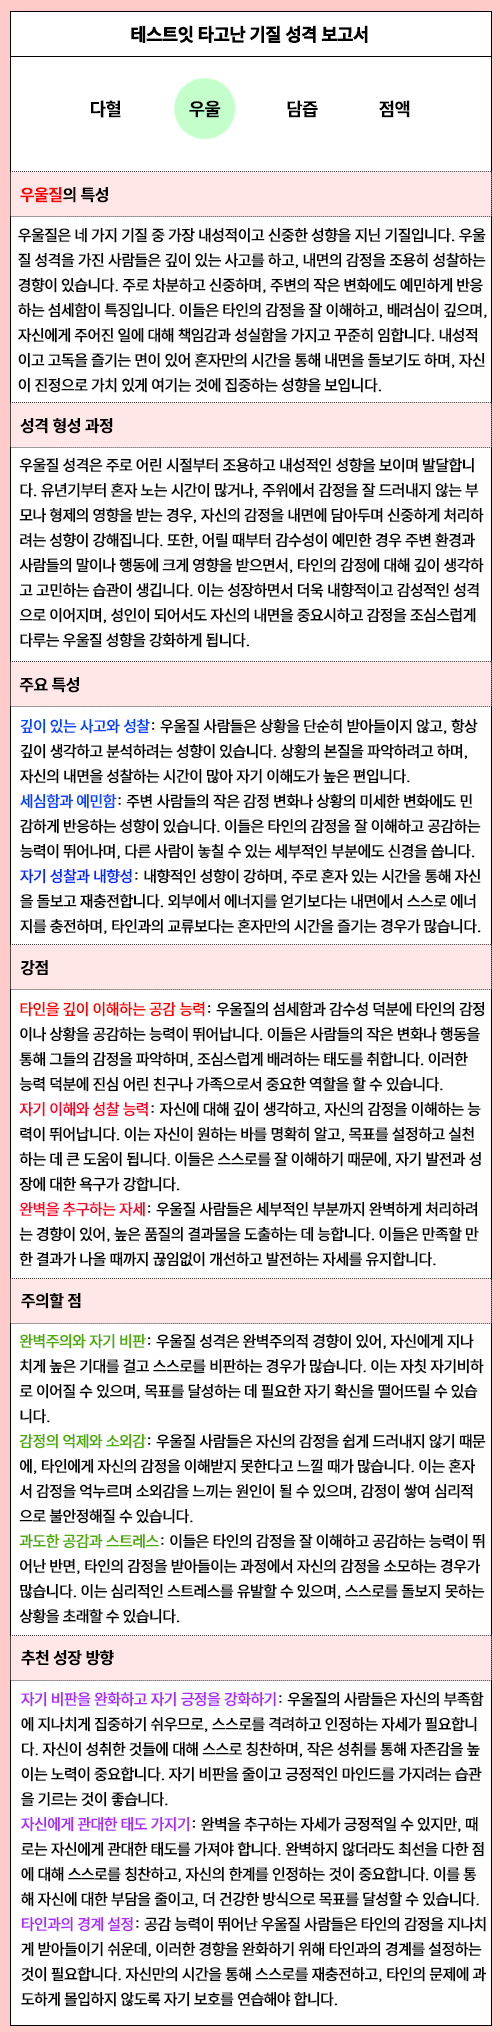 테스트잇 타고난 기질 성격 보고서
다혈 우울 담즙 점액
우울질의 특성
우울질은 네 가지 기질 중 가장 내성적이고 신중한 성향을 지닌 기질입니다. 우울
질 성격을 가진 사람들은 깊이 있는 사고를 하고, 내면의 감정을 조용히 성찰하는
경향이 있습니다. 주로 차분하고 신중하며, 주변의 작은 변화에도 예민하게 반응
하는 섬세함이 특징입니다. 이들은 타인의 감정을 잘 이해하고, 배려심이 깊으며,
자신에게 주어진 일에 대해 책임감과 성실함을 가지고 꾸준히 임합니다. 내성적
이고 고독을 즐기는 면이 있어 혼자만의 시간을 통해 내면을 돌보기도 하며, 자신
이 진정으로 가치 있게 여기는 것에 집중하는 성향을 보입니다.
성격 형성 과정
우울질 성격은 주로 어린 시절부터 조용하고 내성적인 성향을 보이며 발달합니
다. 유년기부터 혼자 노는 시간이 많거나, 주위에서 감정을 잘 드러내지 않는 부
모나 형제의 영향을 받는 경우, 자신의 감정을 내면에 담아두며 신중하게 처리하
려는 성향이 강해집니다. 또한, 어릴 때부터 감수성이 예민한 경우 주변 환경과
사람들의 말이나 행동에 크게 영향을 받으면서, 타인의 감정에 대해 깊이 생각하
고 고민하는 습관이 생깁니다. 이는 성장하면서 더욱 내향적이고 감성적인 성격
으로 이어지며, 성인이 되어서도 자신의 내면을 중요시하고 감정을 조심스럽게
다루는 우울질 성향을 강화하게 됩니다.
주요 특성
깊이 있는 사고와 성찰: 우울질 사람들은 상황을 단순히 받아들이지 않고, 항상
깊이 생각하고 분석하려는 성향이 있습니다. 상황의 본질을 파악하려고 하며,
자신의 내면을 성찰하는 시간이 많아 자기 이해도가 높은 편입니다.
세심함과 예민함: 주변 사람들의 작은 감정 변화나 상황의 미세한 변화에도 민
감하게 반응하는 성향이 있습니다. 이들은 타인의 감정을 잘 이해하고 공감하는
능력이 뛰어나며, 다른 사람이 놓칠 수 있는 세부적인 부분에도 신경을 씁니다.
자기 성찰과 내향성: 내향적인 성향이 강하며, 주로 혼자 있는 시간을 통해 자신
을 돌보고 재충전합니다. 외부에서 에너지를 얻기보다는 내면에서 스스로 에너
지를 충전하며, 타인과의 교류보다는 혼자만의 시간을 즐기는 경우가 많습니다.
강점
타인을 깊이 이해하는 공감 능력: 우울질의 섬세함과 감수성 덕분에 타인의 감정
이나 상황을 공감하는 능력이 뛰어납니다. 이들은 사람들의 작은 변화나 행동을
통해 그들의 감정을 파악하며, 조심스럽게 배려하는 태도를 취합니다. 이러한
능력 덕분에 진심 어린 친구나 가족으로서 중요한 역할을 할 수 있습니다.
자기 이해와 성찰 능력: 자신에 대해 깊이 생각하고, 자신의 감정을 이해하는 능
력이 뛰어납니다. 이는 자신이 원하는 바를 명확히 알고, 목표를 설정하고 실천
하는 데 큰 도움이 됩니다. 이들은 스스로를 잘 이해하기 때문에, 자기 발전과 성
장에 대한 욕구가 강합니다.
완벽을 추구하는 자세: 우울질 사람들은 세부적인 부분까지 완벽하게 처리하려
는 경향이 있어, 높은 품질의 결과물을 도출하는 데 능합니다. 이들은 만족할 만
한 결과가 나올 때까지 끊임없이 개선하고 발전하는 자세를 유지합니다.
주의할 점
완벽주의와 자기 비판: 우울질 성격은 완벽주의적 경향이 있어, 자신에게 지나
치게 높은 기대를 걸고 스스로를 비판하는 경우가 많습니다. 이는 자칫 자기비하
로 이어질 수 있으며, 목표를 달성하는 데 필요한 자기 확신을 떨어뜨릴 수 있습
니다.
감정의 억제와 소외감: 우울질 사람들은 자신의 감정을 쉽게 드러내지 않기 때문
에, 타인에게 자신의 감정을 이해받지 못한다고 느낄 때가 많습니다. 이는 혼자
서 감정을 억누르며 소외감을 느끼는 원인이 될 수 있으며, 감정이 쌓여 심리적
으로 불안정해질 수 있습니다.
과도한 공감과 스트레스: 이들은 타인의 감정을 잘 이해하고 공감하는 능력이 뛰
어난 반면, 타인의 감정을 받아들이는 과정에서 자신의 감정을 소모하는 경우가
많습니다. 이는 심리적인 스트레스를 유발할 수 있으며, 스스로를 돌보지 못하는
상황을 초래할 수 있습니다.
추천 성장 방향
자기 비판을 완화하고 자기 긍정을 강화하기: 우울질의 사람들은 자신의 부족함
에 지나치게 집중하기 쉬우므로, 스스로를 격려하고 인정하는 자세가 필요합니
다. 자신이 성취한 것들에 대해 스스로 칭찬하며, 작은 성취를 통해 자존감을 높
이는 노력이 중요합니다. 자기 비판을 줄이고 긍정적인 마인드를 가지려는 습관
을 기르는 것이 좋습니다.
자신에게 관대한 태도 가지기: 완벽을 추구하는 자세가 긍정적일 수 있지만, 때
로는 자신에게 관대한 태도를 가져야 합니다. 완벽하지 않더라도 최선을 다한 점
에 대해 스스로를 칭찬하고, 자신의 한계를 인정하는 것이 중요합니다. 이를 통
해 자신에 대한 부담을 줄이고, 더 건강한 방식으로 목표를 달성할 수 있습니다.
타인과의 경계 설정: 공감 능력이 뛰어난 우울질 사람들은 타인의 감정을 지나치
게 받아들이기 쉬운데, 이러한 경향을 완화하기 위해 타인과의 경계를 설정하는
것이 필요합니다. 자신만의 시간을 통해 스스로를 재충전하고, 타인의 문제에 과
도하게 몰입하지 않도록 자기 보호를 연습해야 합니다.